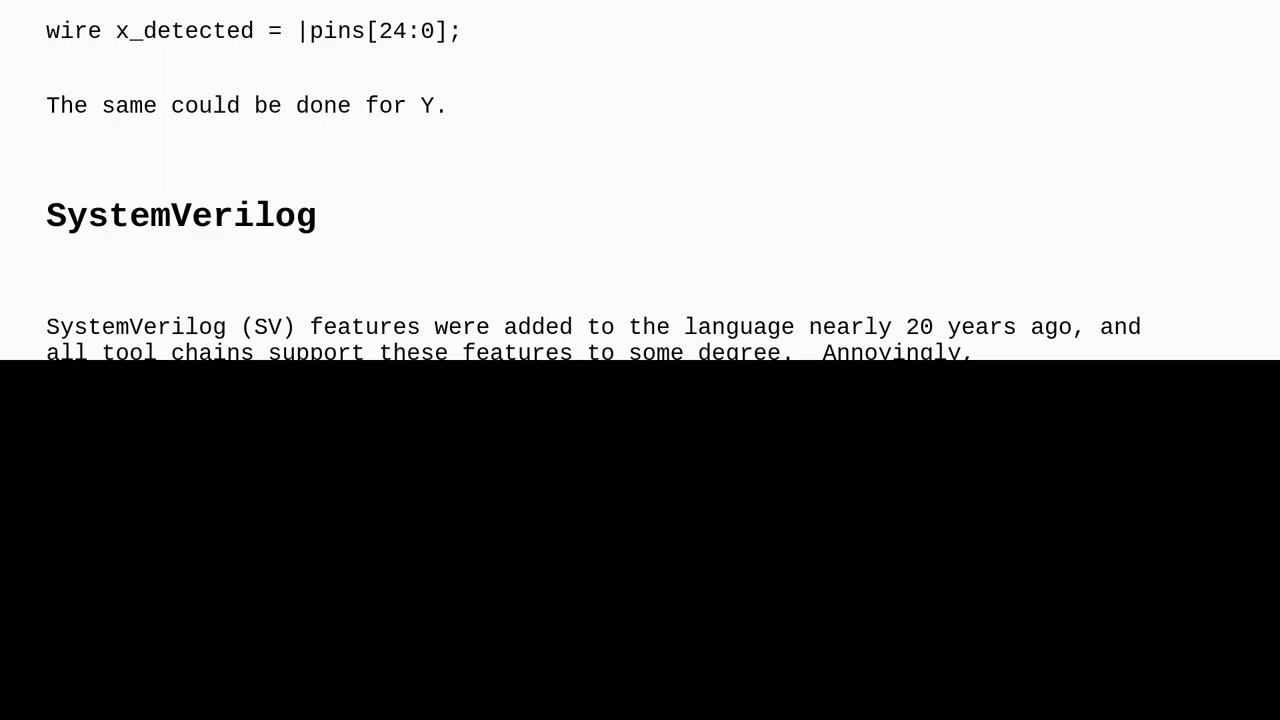 wire x_detected = |pins[24:0];
The same could be done for Y.
SystemVerilog
SystemVerilog (SV) features were added to the language nearly 20 years ago, and
all tool chains support these features to some degree.  Annoyingly,